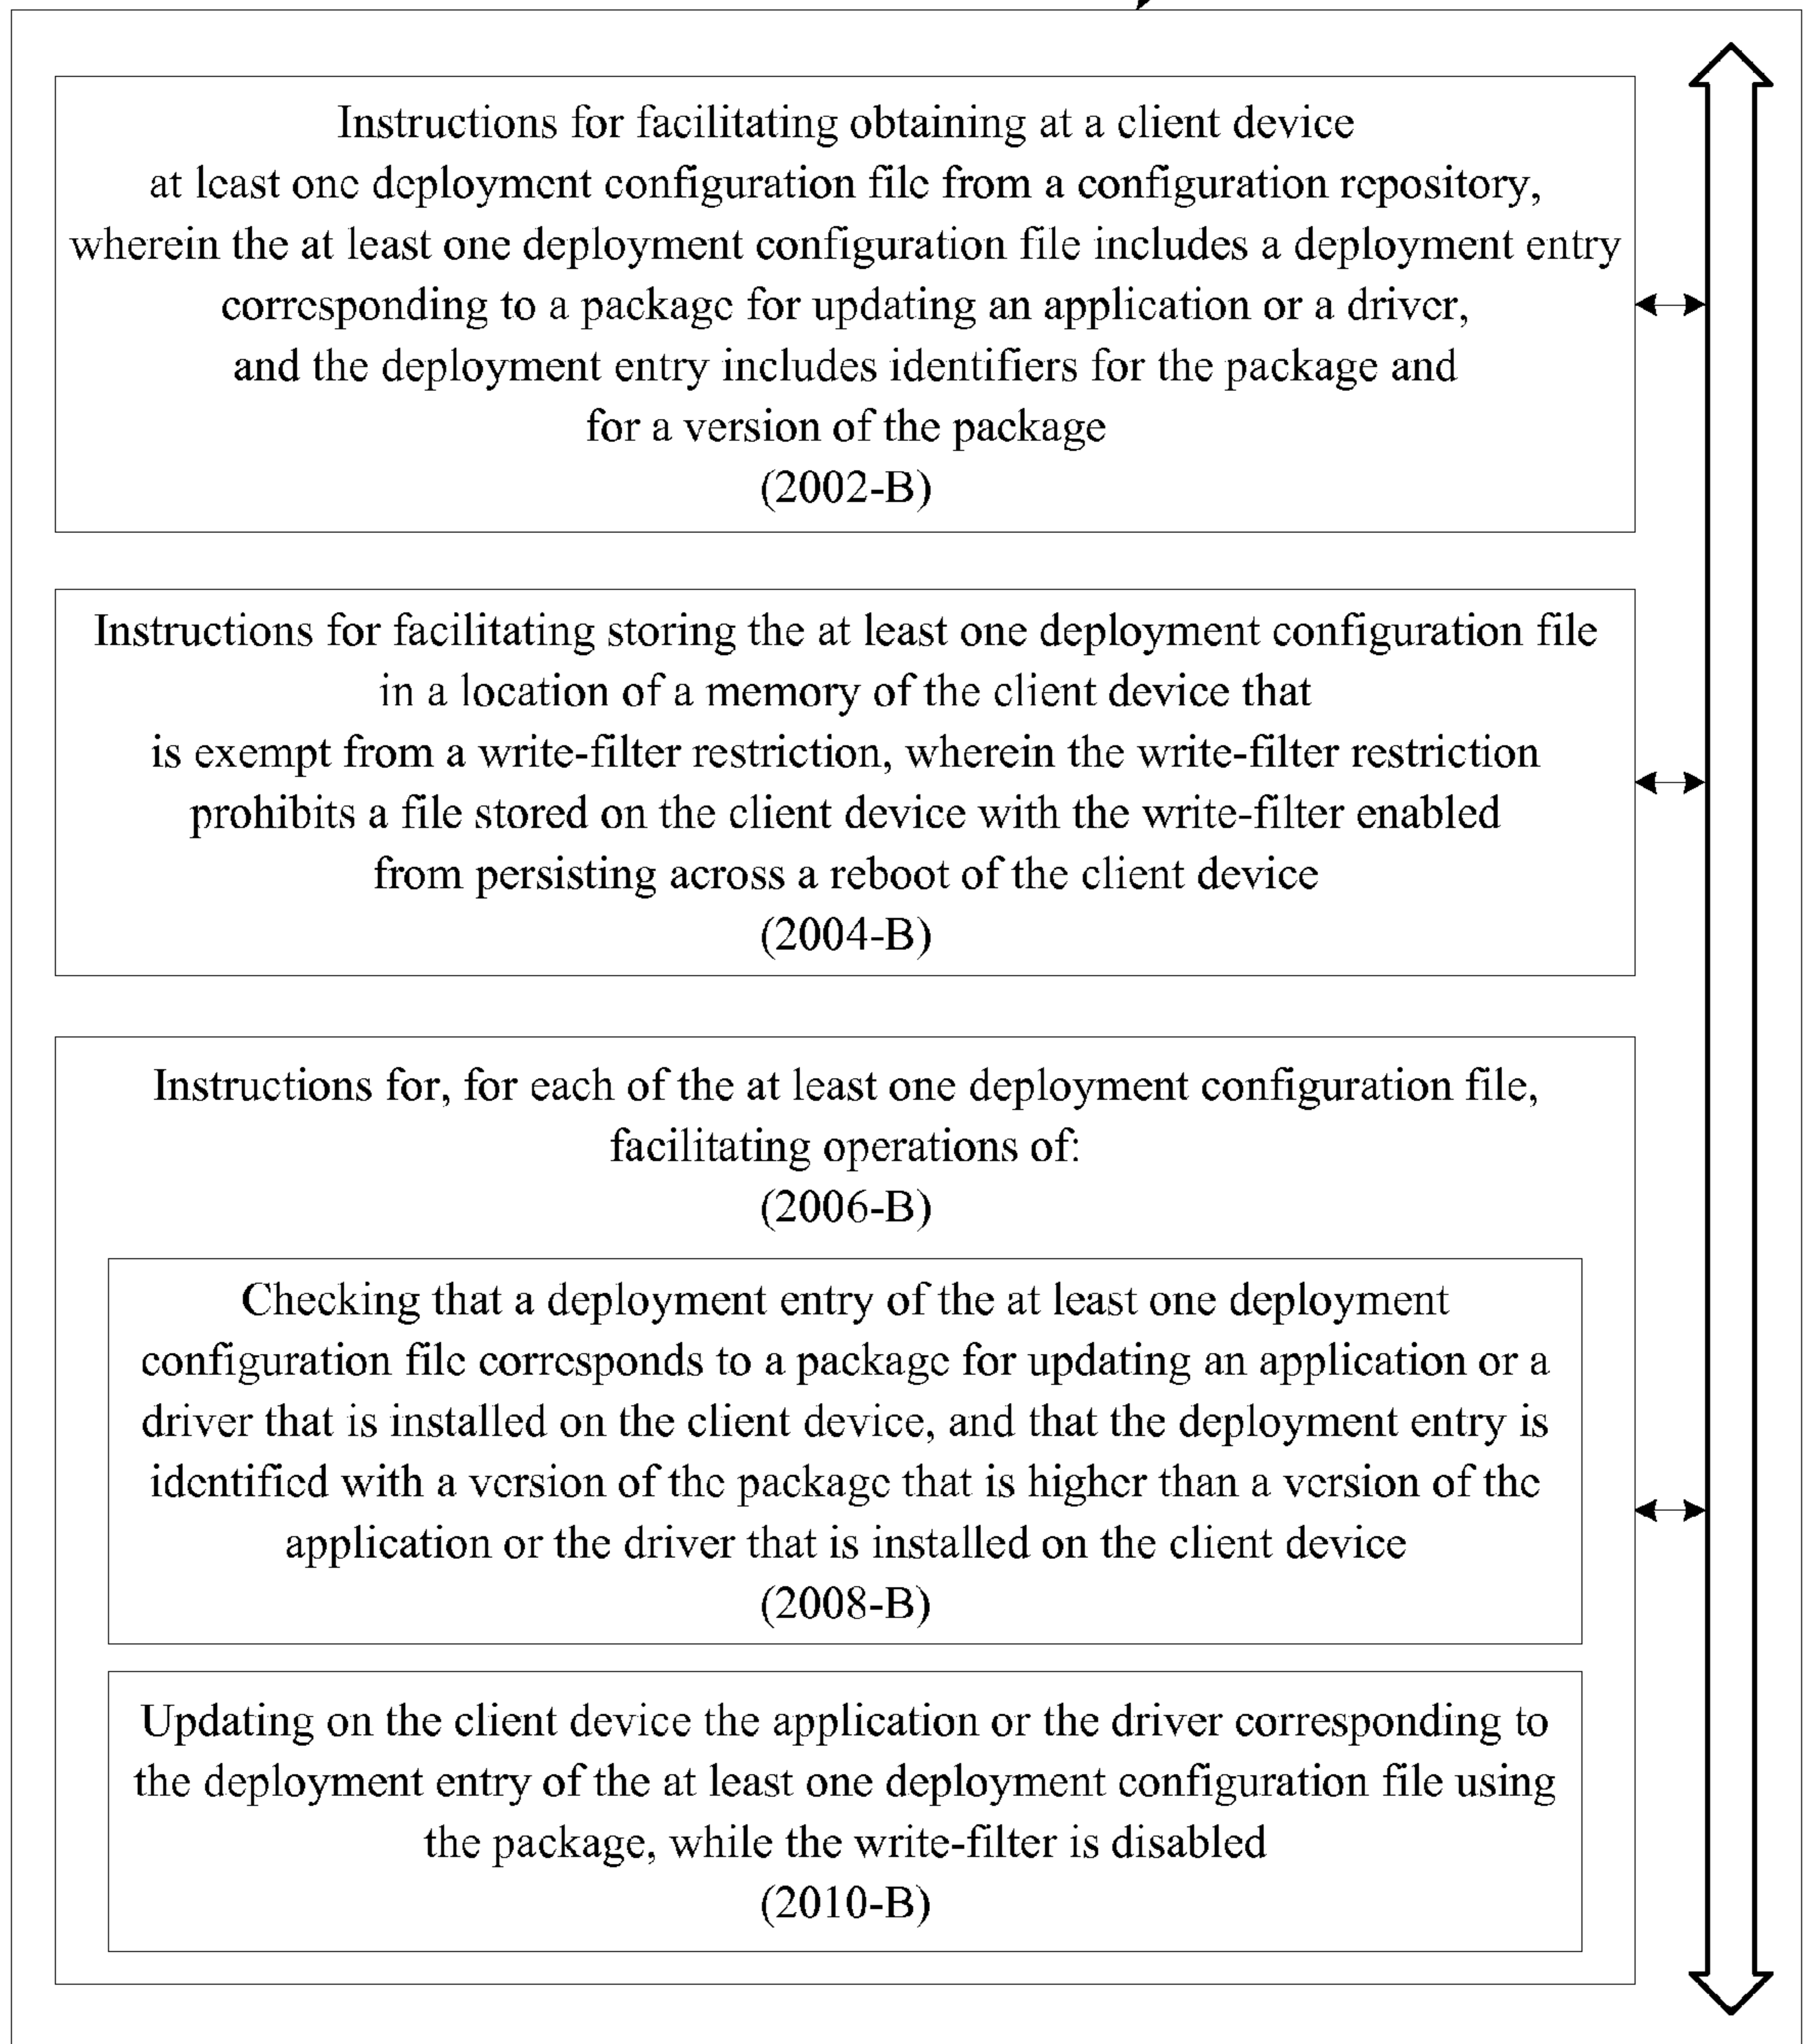 Instructions for facilitating obtaining at a client device
at least one deployment configuration file from a configuration repository,
wherein the at least one deployment configuration file includes a deployment entry
corresponding to a package for updating an application or a driver,
and the deployment entry includes identifiers for the package and
for a version of the package
(2002-B)
Instructions for facilitating storing the at least one deployment configuration file
in a location of a memory of the client device that
is exempt from a write-filter restriction, wherein the write-filter restriction
prohibits a file stored on the client device with the write-filter enabled
from persisting across a reboot of the client device
(2004-B)
Instructions for, for each of the at least one deployment configuration file,
facilitating operations of:
(2006-B)
Checking that a deployment entry of the at least one deployment
configuration file corresponds to a package for updating an application or a
driver that is installed on the client device, and that the deployment entry is
identified with a version of the package that is higher than a version of the
application or the driver that is installed on the client device
(2008-B)
Updating on the client device the application or the driver corresponding to
the deployment entry of the at least one deployment configuration file using
the package, while the write-filter is disabled
(2010-B)